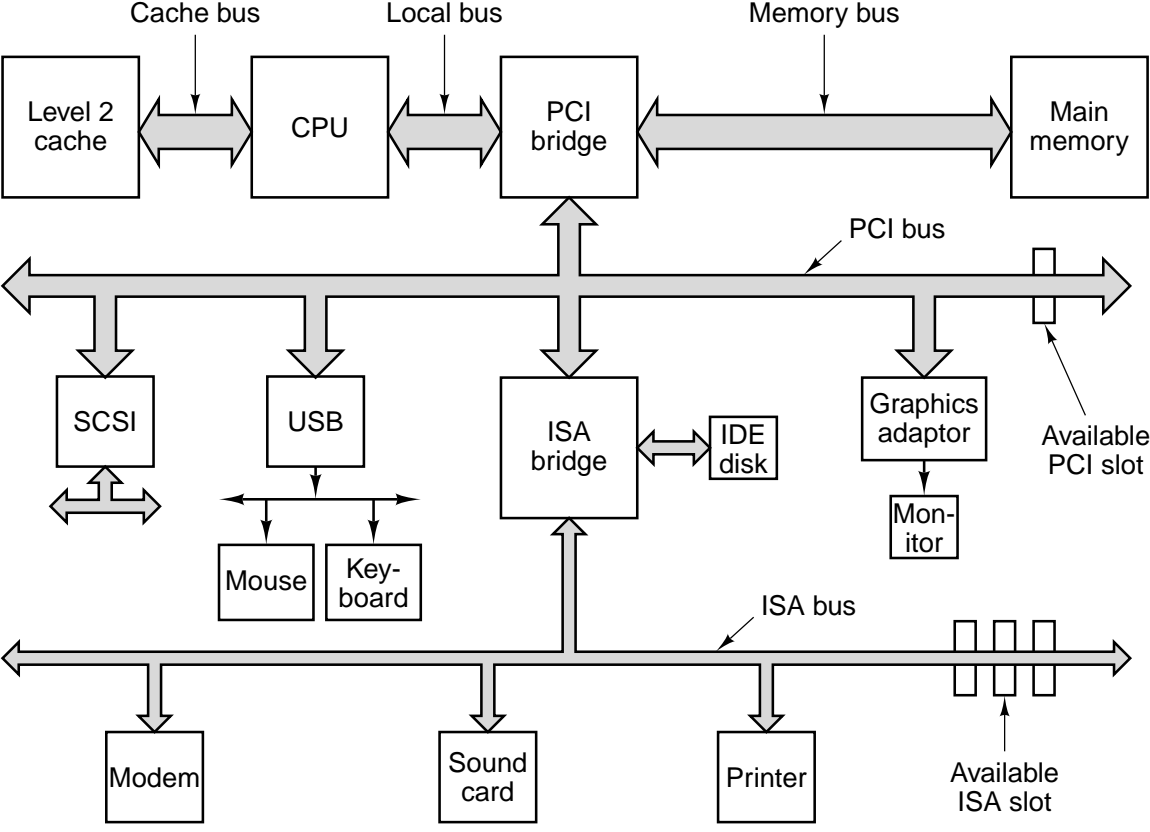 Cache bus
Local bus
Memory bus
Level 2
cache
CPU
PCI
bridge
Main
memory
PCI bus
SCSI
USB
ISA
bridge
IDE
disk
Graphics
adaptor
Available
PCI slot
Mon-
itor
Mouse
Key-
board
ISA bus
Modem
Sound
card
Printer
Available
ISA slot